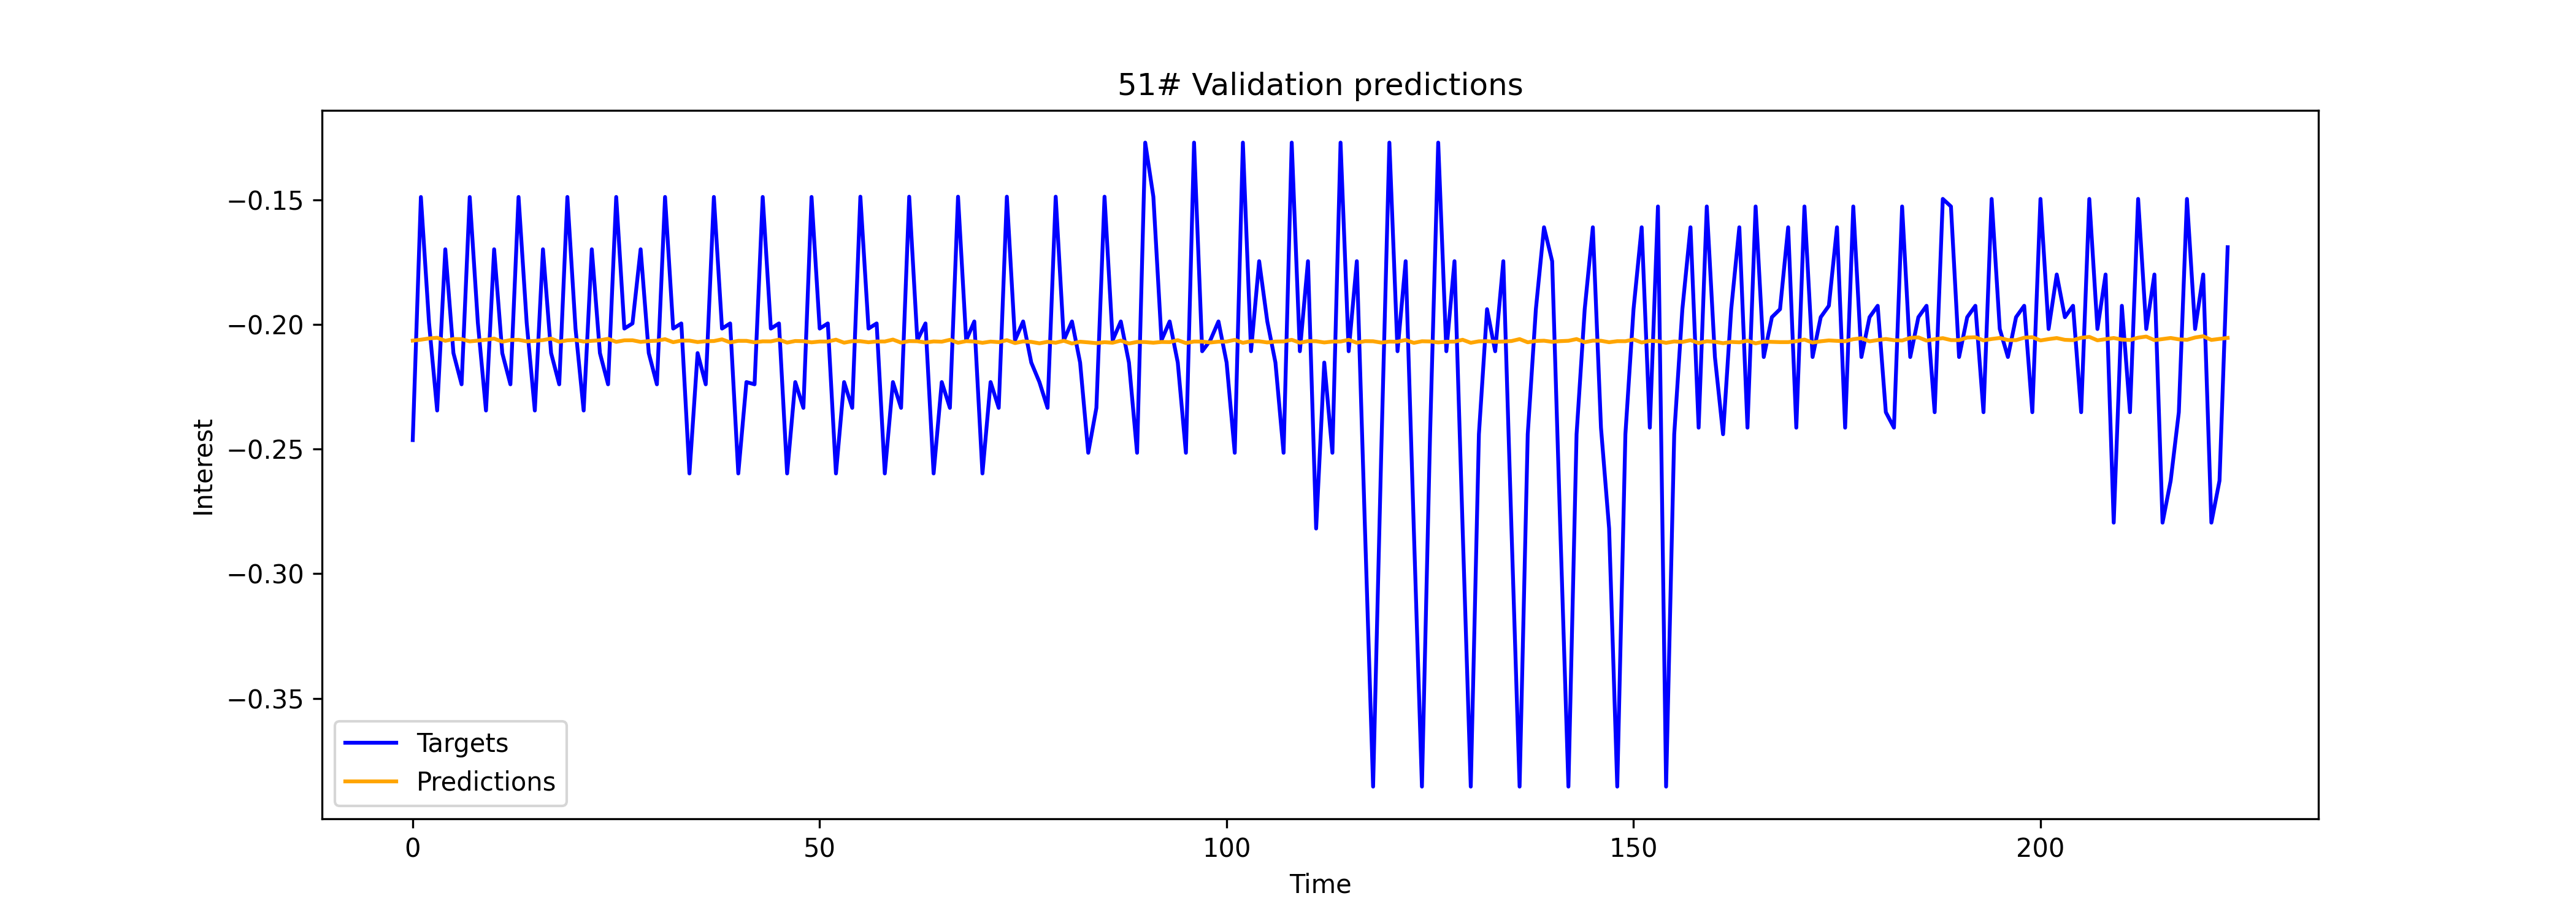 51# Validation predictions
Interest
−0.15
−0.20
−0.25
−0.30
−0.35
Targets
Predictions
0
50
100
150
200
Time